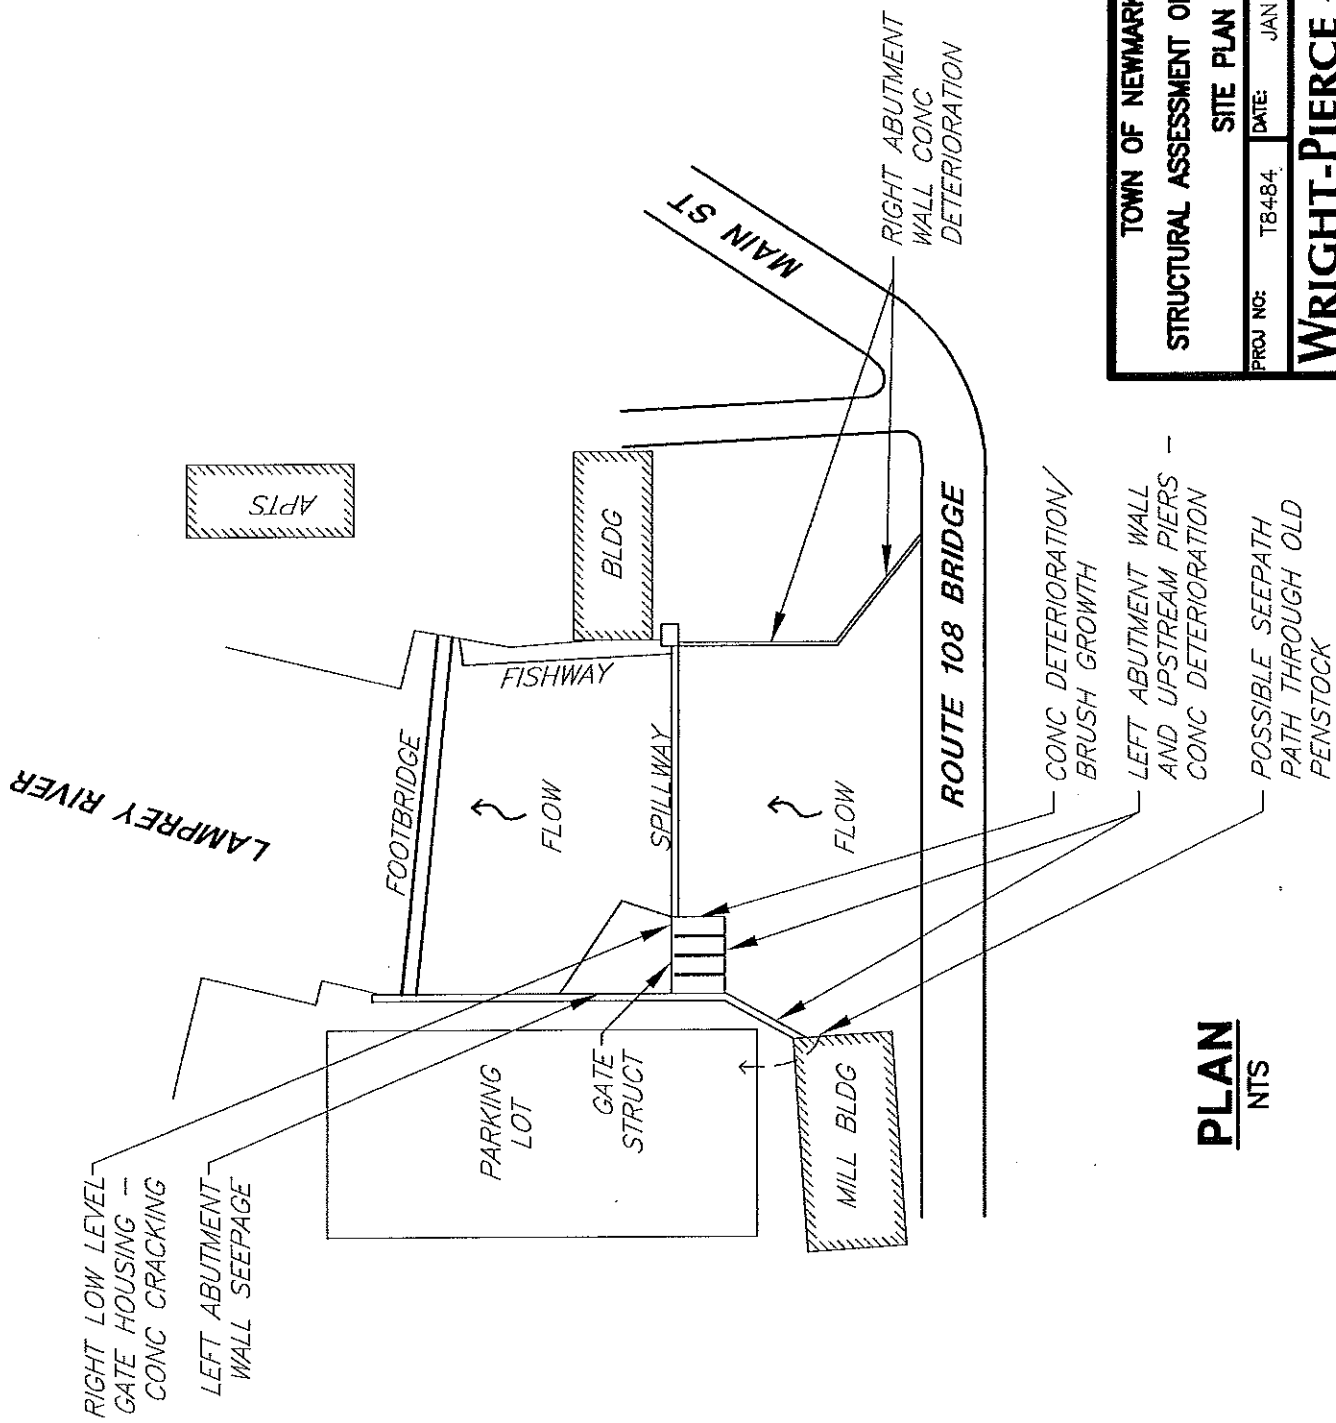 RIGHT LOW LEVEL
GATE HOUSING –
CONC CRACKING
LEFT ABUTMENT
WALL SEEPAGE
LAMPREY RIVER
FOOTBRIDGE
APTS
FISHWAY
BLDG
FLOW
SPILLWAY
PARKING
LOT
GATE
STRUCT
FLOW
MILL BLDG
ROUTE 108 BRIDGE
MAIN ST
RIGHT ABUTMENT
WALL CONC
DETERIORATION
CONC DETERIORATION/
BRUSH GROWTH
LEFT ABUTMENT WALL
AND UPSTREAM PIERS –
CONC DETERIORATION
POSSIBLE SEEPATH
PATH THROUGH OLD
PENSTOCK
PLAN
NTS
TOWN OF NEWMARK
STRUCTURAL ASSESSMENT
SITE PLAN
PROJ NO: T8484 DATE: JAN
WRIGHT-PIERCE